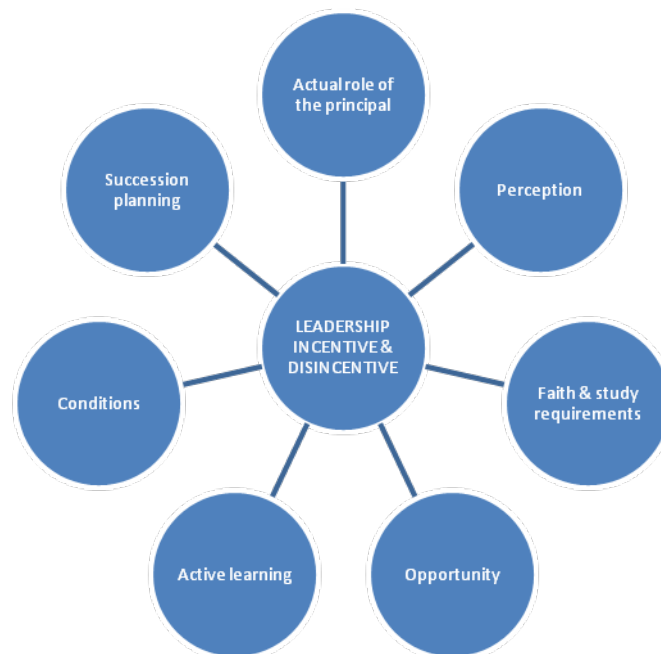 Actual role of
the principal
Perception
Faith & study
requirements
Opportunity
Active learning
Conditions
Succession
planning
LEADERSHIP
INCENTIVE &
DISINCENTIVE